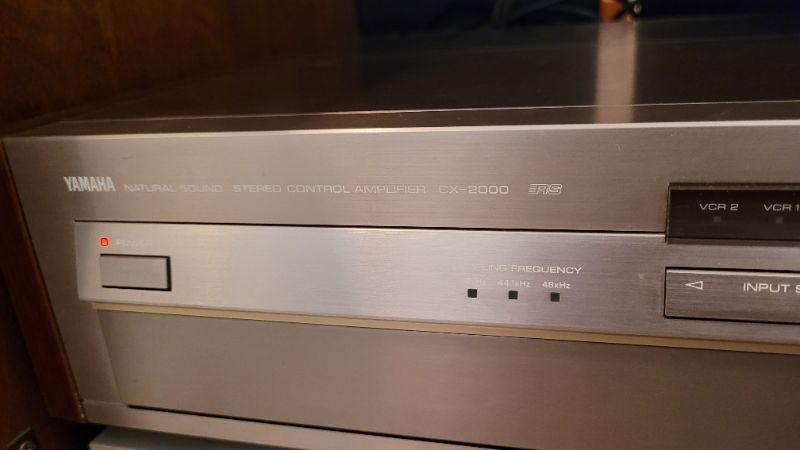 YAMAHA NATURAL SOUND STEREO CONTROL AMPLIFIER CX-2000 RS
VCR 2 VCR 1
POWER
FREQUENCY
44.1kHz 48kHz
INPUT